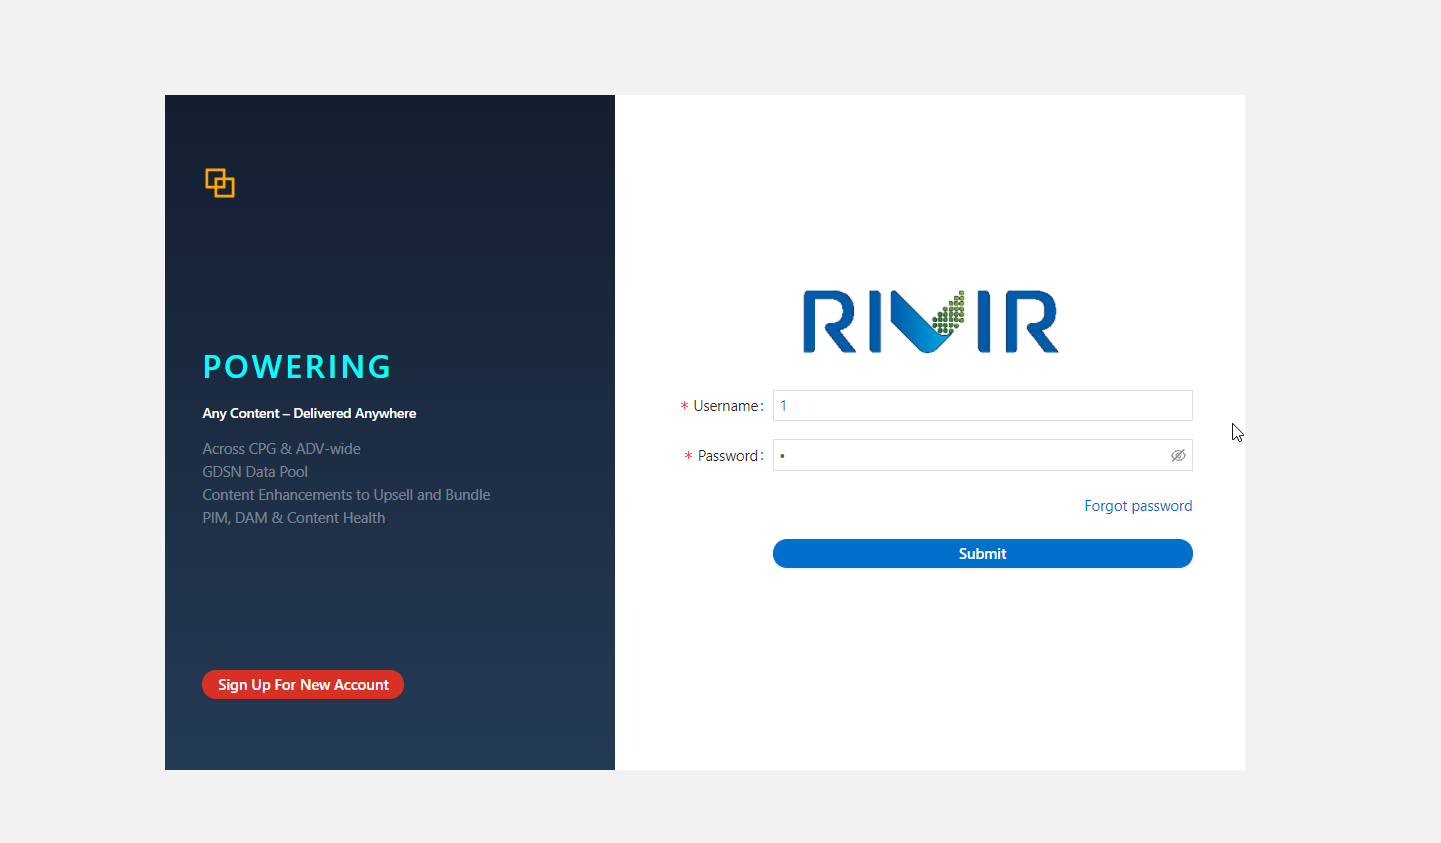 POWERING
Any Content – Delivered Anywhere
Across CPG & ADV-wide
GDSN Data Pool
Content Enhancements to Upsell and Bundle
PIM, DAM & Content Health
Sign Up For New Account
RIVIR
* Username: 1
* Password: •
Forgot password
Submit